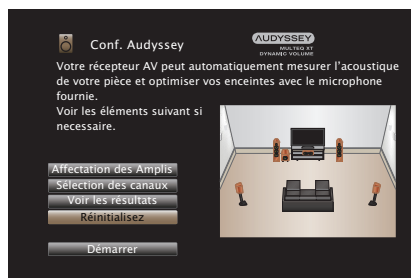 Conf. Audyssey
AUDYSSEY
MULTEQ XT
DYNAMIC VOLUME
Votre récepteur AV peut automatiquement mesurer l'acoustique
de votre pièce et optimiser vos enceintes avec le microphone
fournie.
Voir les éléments suivant si
necessaire.
Affectation des Amplis
Sélection des canaux
Voir les résultats
Réinitialisez
Démarrer